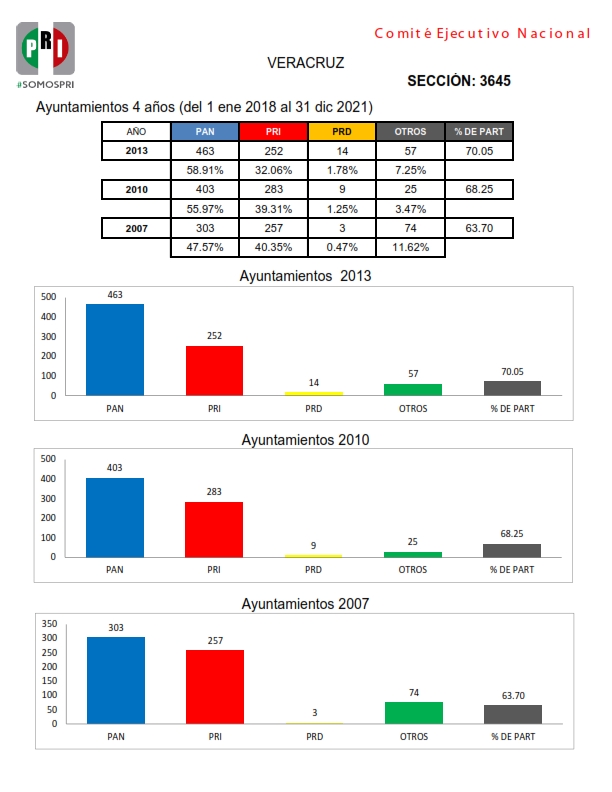 PRI
#SOMOSPRI
Comité Ejecutivo Nacional
VERACRUZ
SECCIÓN: 3645
Ayuntamientos 4 años (del 1 ene 2018 al 31 dic 2021)
AÑO PAN PRI PRD OTROS % DE PART
2013 463 252 14 57 70.05
58.91% 32.06% 1.78% 7.25%
2010 403 283 9 25 68.25
55.97% 39.31% 1.25% 3.47%
2007 303 257 3 74 63.70
47.57% 40.35% 0.47% 11.62%
Ayuntamientos 2013
500
400
300
200
100
0
463 252 14 57 70.05
PAN PRI PRD OTROS % DE PART
Ayuntamientos 2010
500
400
300
200
100
0
403 283 9 25 68.25
PAN PRI PRD OTROS % DE PART
Ayuntamientos 2007
350
300
250
200
150
100
50
0
303 257 3 74 63.70
PAN PRI PRD OTROS % DE PART